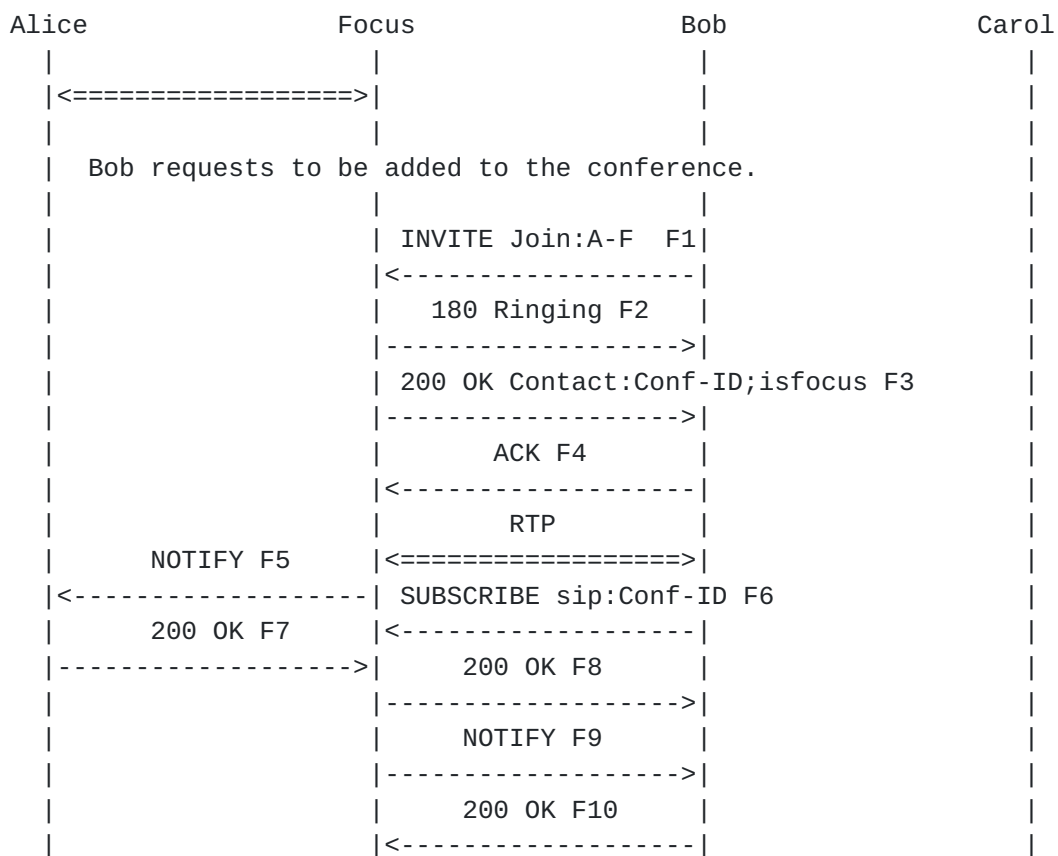 Alice                Focus                 Bob                Carol
  |                    |                    |                    |
  |<==================>|                    |                    |
  |                    |                    |                    |
  |  Bob requests to be added to the conference.                 |
  |                    |                    |                    |
  |                    | INVITE Join:A-F  F1|                    |
  |                    |<-------------------|                    |
  |                    |   180 Ringing F2   |                    |
  |                    |------------------->|                    |
  |                    | 200 OK Contact:Conf-ID;isfocus F3       |
  |                    |------------------->|                    |
  |                    |       ACK F4       |                    |
  |                    |<-------------------|                    |
  |                    |        RTP         |                    |
  |      NOTIFY F5     |<==================>|                    |
  |<-------------------| SUBSCRIBE sip:Conf-ID F6                |
  |      200 OK F7     |<-------------------|                    |
  |------------------->|     200 OK F8      |                    |
  |                    |------------------->|                    |
  |                    |     NOTIFY F9      |                    |
  |                    |------------------->|                    |
  |                    |     200 OK F10     |                    |
  |                    |<-------------------|                    |